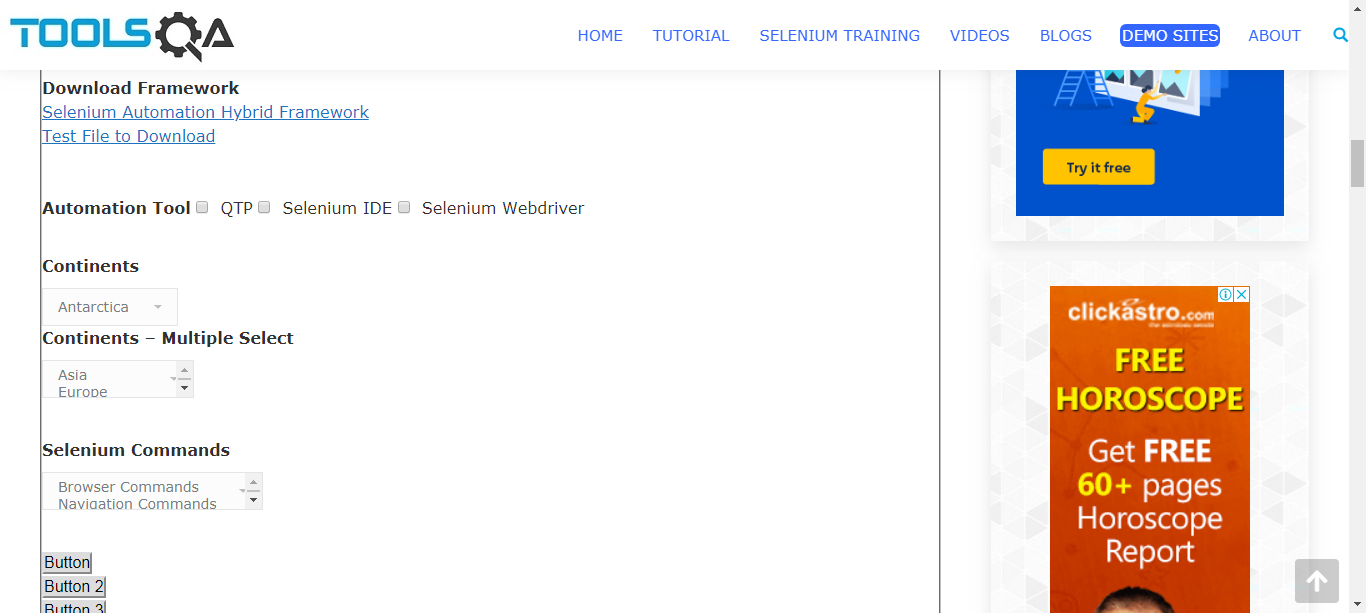 TOOLSQA
HOME TUTORIAL SELENIUM TRAINING VIDEOS BLOGS DEMO SITES ABOUT
Download Framework
Selenium Automation Hybrid Framework
Test File to Download
Automation Tool QTP Selenium IDE Selenium Webdriver
Continents
Antarctica
Continents – Multiple Select
Asia
Europe
Selenium Commands
Browser Commands
Navigation Commands
Button
Button 2
Button 3
Try it free
clickastro.com
FREE
HOROSCOPE
Get FREE
60+ pages
Horoscope
Report